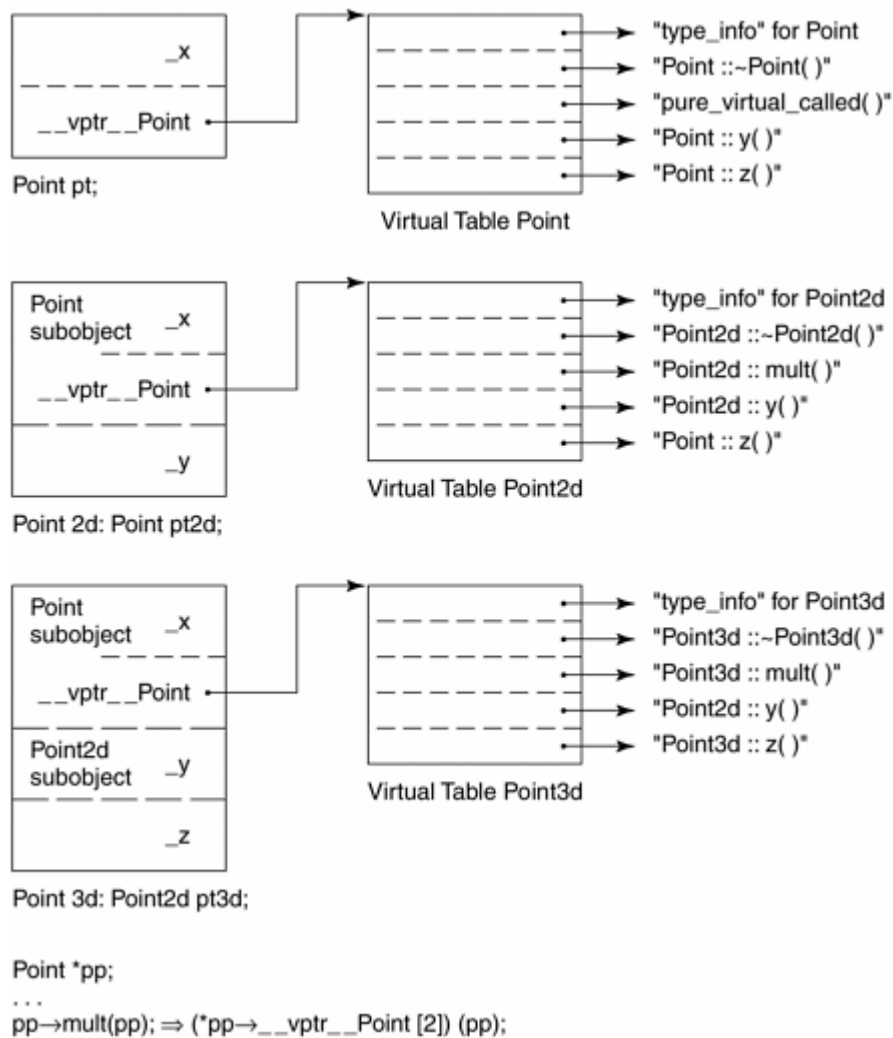 _x
__vptr__Point
Point pt;
"type_info" for Point
"Point ::~Point( )"
"pure_virtual_called( )"
"Point :: y( )"
"Point :: z( )"
Virtual Table Point
Point
subobject
_x
__vptr__Point
_y
Point 2d: Point pt2d;
"type_info" for Point2d
"Point2d ::~Point2d( )"
"Point2d :: mult( )"
"Point2d :: y( )"
"Point :: z( )"
Virtual Table Point2d
Point
subobject
_x
__vptr__Point
Point2d
subobject
_y
_z
Point 3d: Point2d pt3d;
"type_info" for Point3d
"Point3d ::~Point3d( )"
"Point3d :: mult( )"
"Point2d :: y( )"
"Point3d :: z( )"
Virtual Table Point3d
Point *pp;
. . .
pp→mult(pp); ⇒ (*pp→__vptr__Point [2]) (pp);